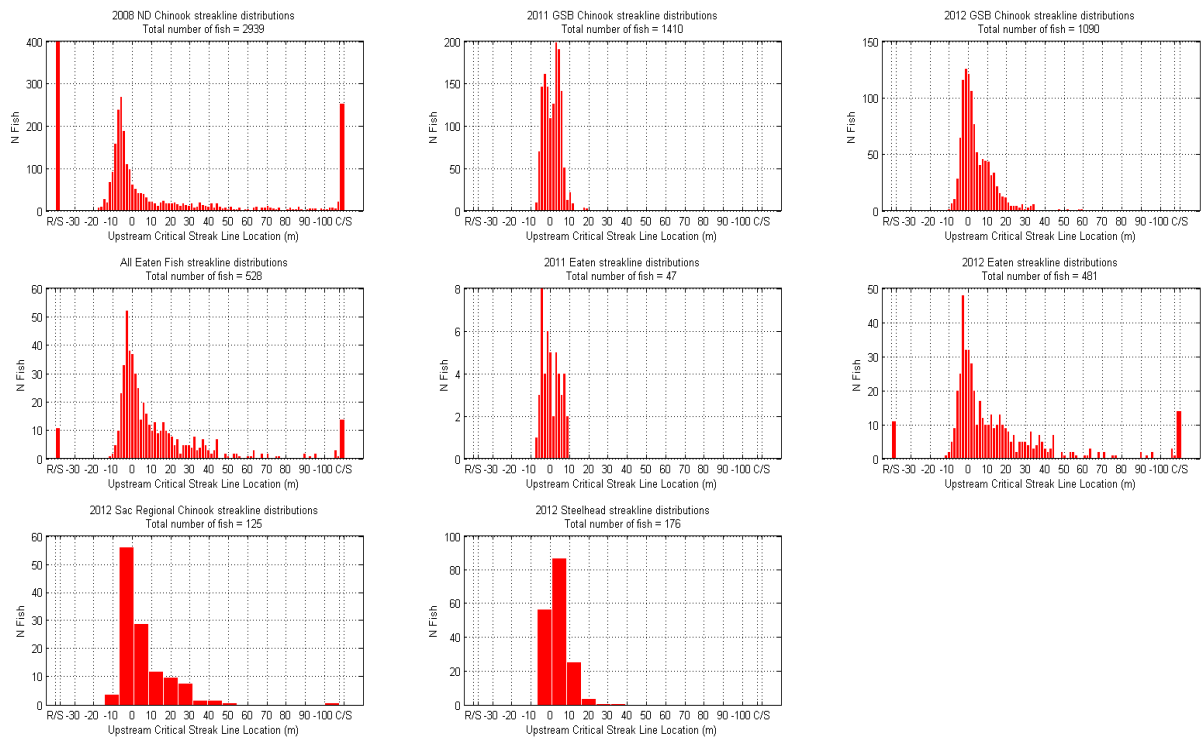 2008 ND Chinook streakline distributions
Total number of fish = 2939
400
300
200
100
0
N Fish
R/S -30 -20 -10 0 10 20 30 40 50 60 70 80 90 -100 C/S
Upstream Critical Streak Line Location (m)
2011 GSB Chinook streakline distributions
Total number of fish = 1410
200
150
100
50
0
N Fish
R/S -30 -20 -10 0 10 20 30 40 50 60 70 80 90 -100 C/S
Upstream Critical Streak Line Location (m)
2012 GSB Chinook streakline distributions
Total number of fish = 1090
150
100
50
0
N Fish
R/S -30 -20 -10 0 10 20 30 40 50 60 70 80 90 -100 C/S
Upstream Critical Streak Line Location (m)
All Eaten Fish streakline distributions
Total number of fish = 528
60
50
40
30
20
10
0
N Fish
R/S -30 -20 -10 0 10 20 30 40 50 60 70 80 90 -100 C/S
Upstream Critical Streak Line Location (m)
2011 Eaten streakline distributions
Total number of fish = 47
8
6
4
2
0
N Fish
R/S -30 -20 -10 0 10 20 30 40 50 60 70 80 90 -100 C/S
Upstream Critical Streak Line Location (m)
2012 Eaten streakline distributions
Total number of fish = 481
50
40
30
20
10
0
N Fish
R/S -30 -20 -10 0 10 20 30 40 50 60 70 80 90 -100 C/S
Upstream Critical Streak Line Location (m)
2012 Sac Regional Chinook streakline distributions
Total number of fish = 125
60
50
40
30
20
10
0
N Fish
R/S -30 -20 -10 0 10 20 30 40 50 60 70 80 90 -100 C/S
Upstream Critical Streak Line Location (m)
2012 Steelhead streakline distributions
Total number of fish = 176
100
80
60
40
20
0
N Fish
R/S -30 -20 -10 0 10 20 30 40 50 60 70 80 90 -100 C/S
Upstream Critical Streak Line Location (m)